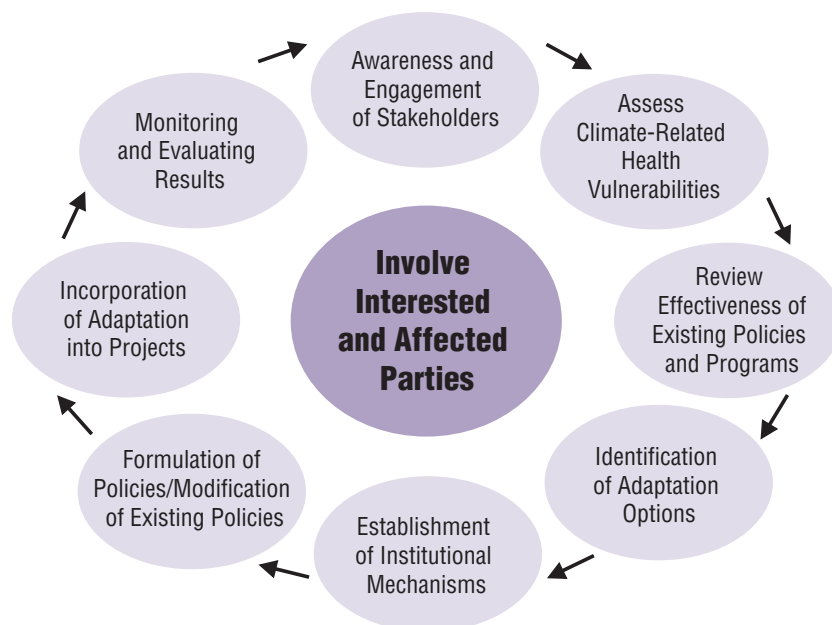 Awareness and
Engagement
of Stakeholders
Assess
Climate-Related
Health
Vulnerabilities
Review
Effectiveness of
Existing Policies
and Programs
Identification
of Adaptation
Options
Establishment
of Institutional
Mechanisms
Formulation of
Policies/Modification
of Existing Policies
Incorporation
of Adaptation
into Projects
Monitoring
and Evaluating
Results
Involve
Interested
and Affected
Parties